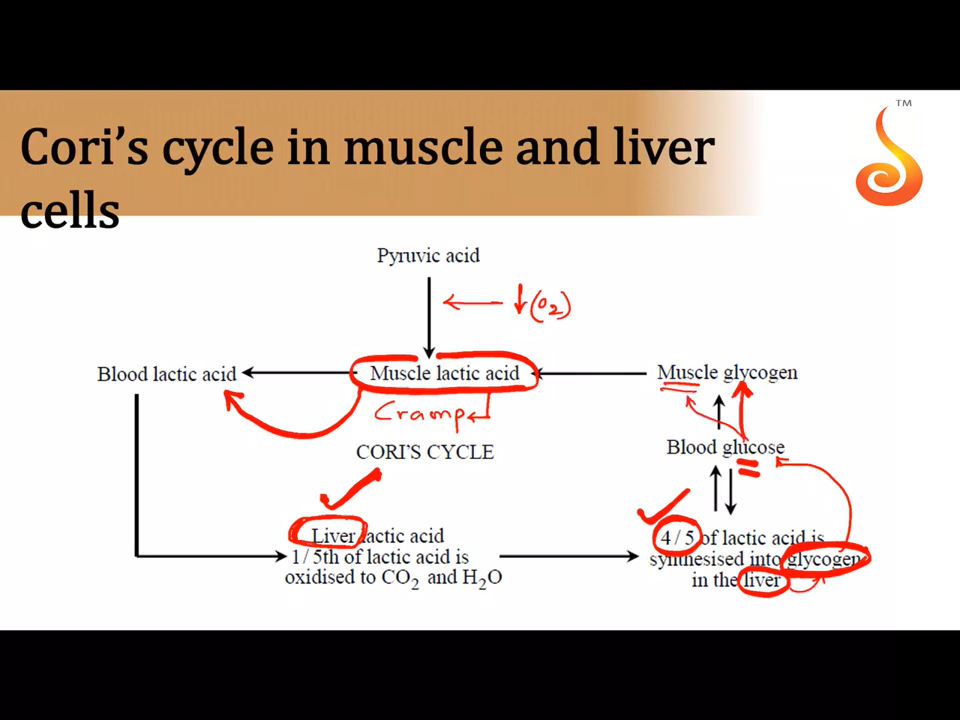 Cori's cycle in muscle and liver
cells
TM
Pyruvic acid
↓(O₂)
Blood lactic acid
Muscle lactic acid
Muscle glycogen
Cramp
Blood glucose
CORI'S CYCLE
Liver lactic acid
1/5th of lactic acid is
oxidised to CO₂ and H₂O
4/5 of lactic acid is
synthesised into glycogen
in the liver